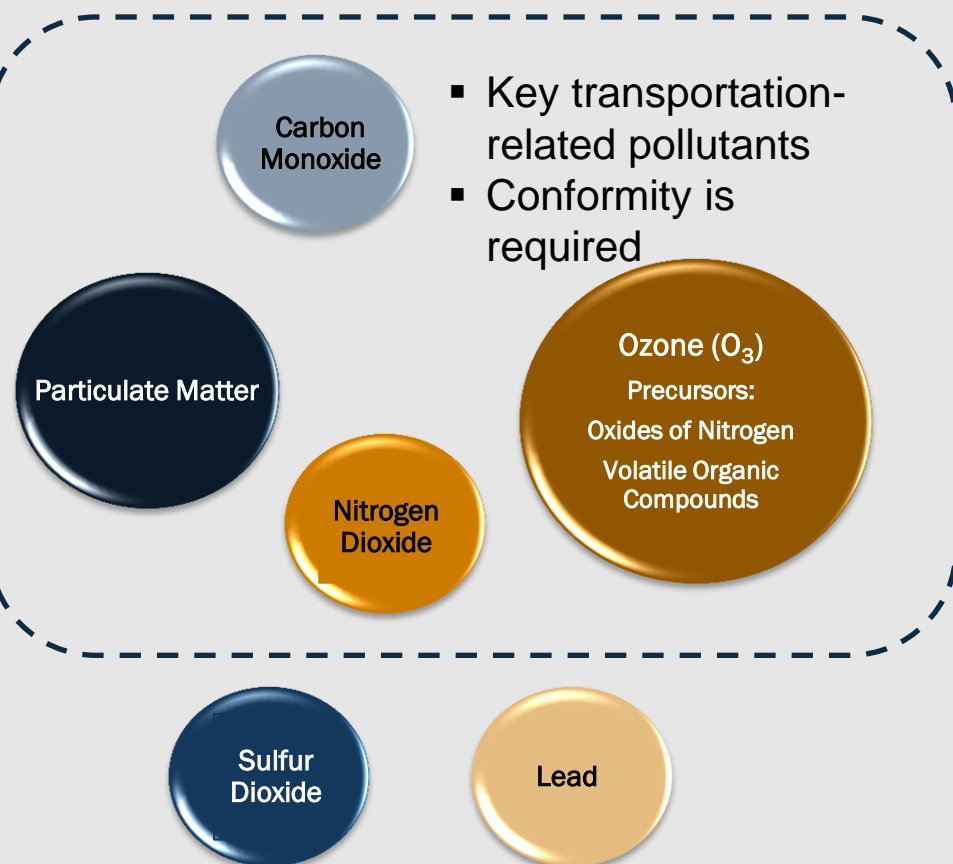 Carbon
Monoxide
▪ Key transportation-
related pollutants
▪ Conformity is
required
Particulate Matter
Ozone (O₃)
Precursors:
Oxides of Nitrogen
Volatile Organic
Compounds
Nitrogen
Dioxide
Sulfur
Dioxide
Lead